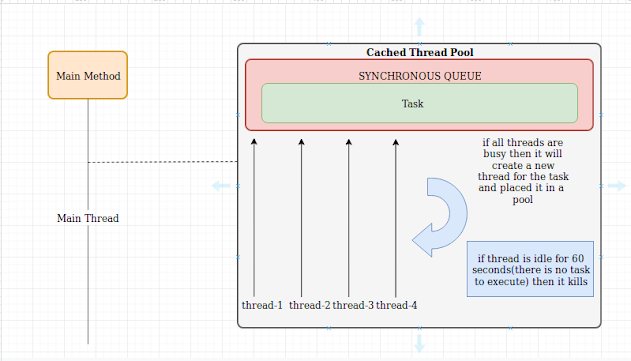 Cached Thread Pool
Main Method
SYNCHRONOUS QUEUE
Task
if all threads are
busy then it will
create a new
thread for the task
and placed it in a
pool
Main Thread
if thread is idle for 60
seconds(there is no task
to execute) then it kills
thread-1 thread-2 thread-3 thread-4